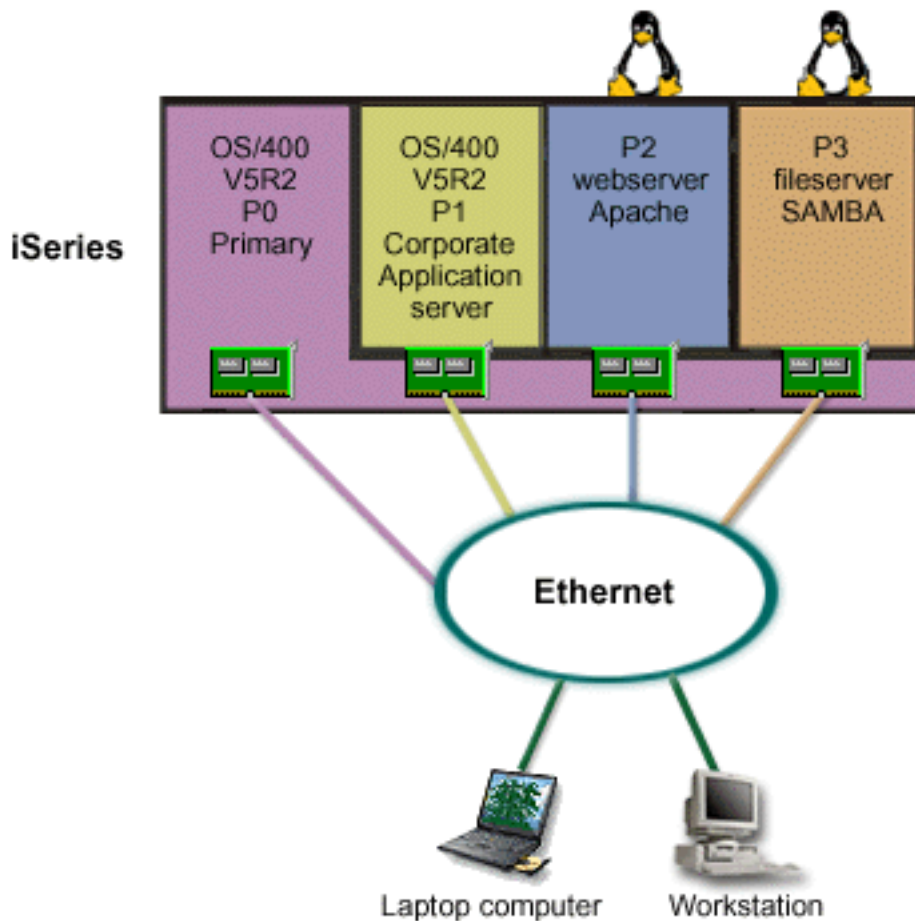 iSeries
OS/400
V5R2
P0
Primary
OS/400
V5R2
P1
Corporate
Application
server
P2
webserver
Apache
P3
fileserver
SAMBA
Ethernet
Laptop computer
Workstation